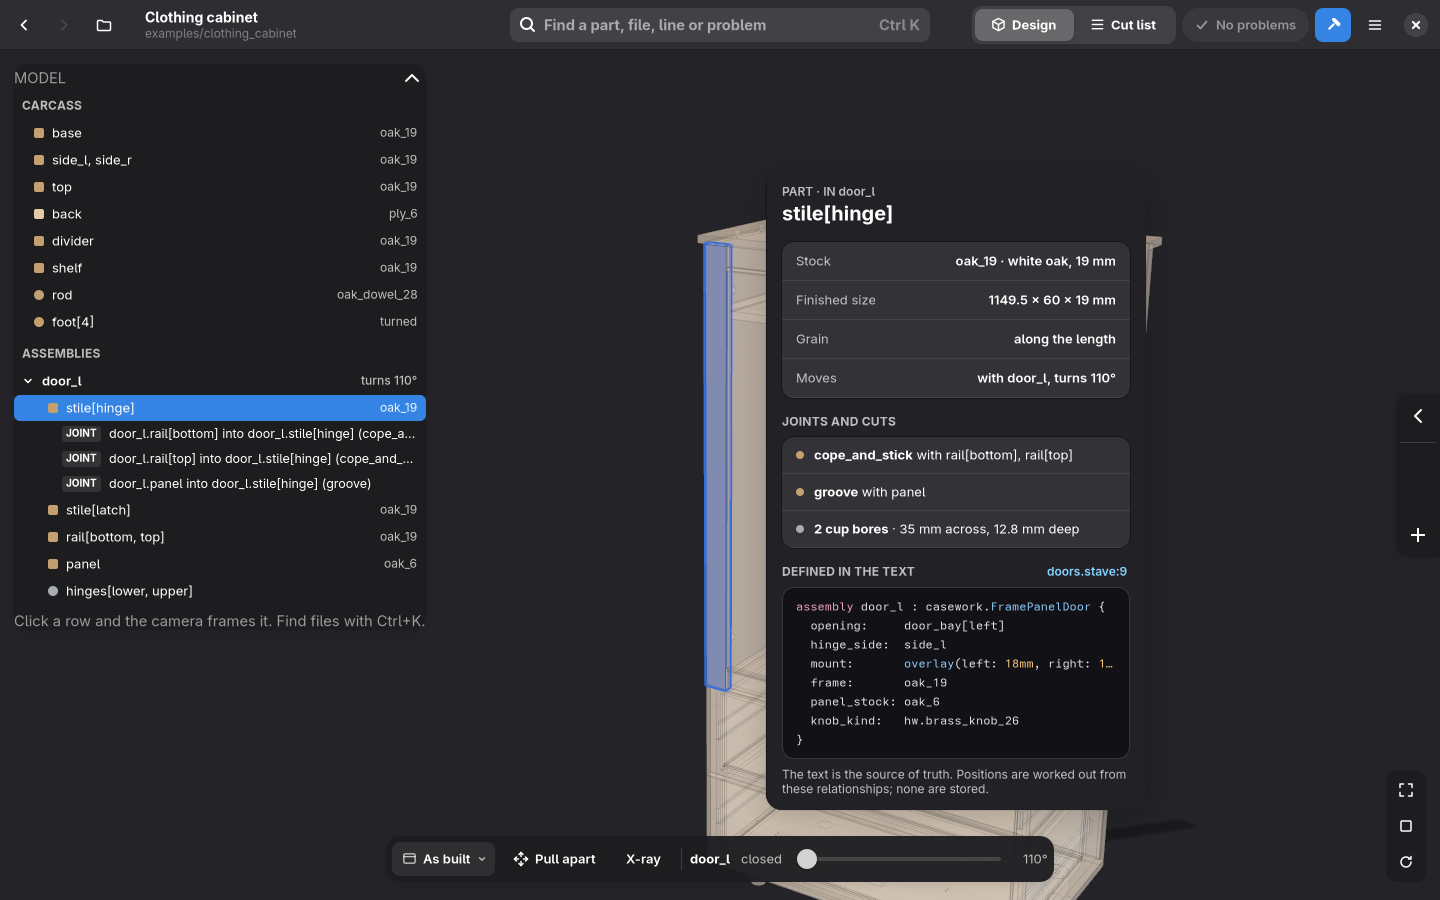 Clothing cabinet
examples/clothing_cabinet
Find a part, file, line or problem
Ctrl K
Design
Cut list
No problems
MODEL
CARCASS
base oak_19
side_l, side_r oak_19
top oak_19
back ply_6
divider oak_19
shelf oak_19
rod oak_dowel_28
foot[4] turned
ASSEMBLIES
door_l turns 110°
stile[hinge] oak_19
JOINT door_l.rail[bottom] into door_l.stile[hinge] (cope_a...
JOINT door_l.rail[top] into door_l.stile[hinge] (cope_and_...
JOINT door_l.panel into door_l.stile[hinge] (groove)
stile[latch] oak_19
rail[bottom, top] oak_19
panel oak_6
hinges[lower, upper]
Click a row and the camera frames it. Find files with Ctrl+K.
PART · IN door_l
stile[hinge]
Stock oak_19 · white oak, 19 mm
Finished size 1149.5 × 60 × 19 mm
Grain along the length
Moves with door_l, turns 110°
JOINTS AND CUTS
cope_and_stick with rail[bottom], rail[top]
groove with panel
2 cup bores · 35 mm across, 12.8 mm deep
DEFINED IN THE TEXT doors.stave:9
assembly door_l : casework.FramePanelDoor {
opening: door_bay[left]
hinge_side: side_l
mount: overlay(left: 18mm, right: 1…
frame: oak_19
panel_stock: oak_6
knob_kind: hw.brass_knob_26
}
The text is the source of truth. Positions are worked out from
these relationships; none are stored.
As built
Pull apart
X-ray
door_l closed 110°